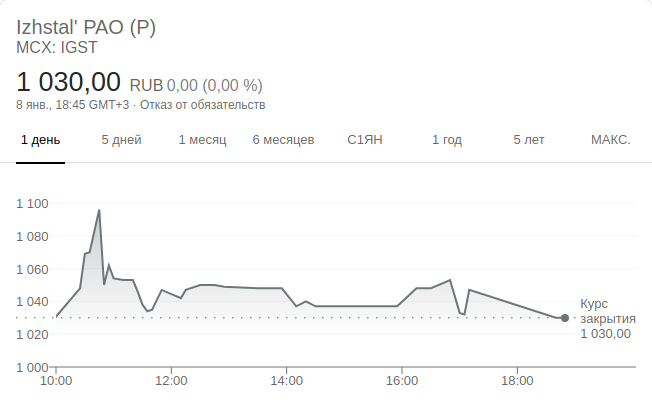 Izhstal' PAO (P)
MCX: IGST
1 030,00 RUB 0,00 (0,00 %)
8 янв., 18:45 GMT+3 · Отказ от обязательств
1 день 5 дней 1 месяц 6 месяцев С1ЯН 1 год 5 лет МАКС.
1 100
1 080
1 060
1 040
1 020
1 000
Курс
закрытия
1 030,00
10:00 12:00 14:00 16:00 18:00